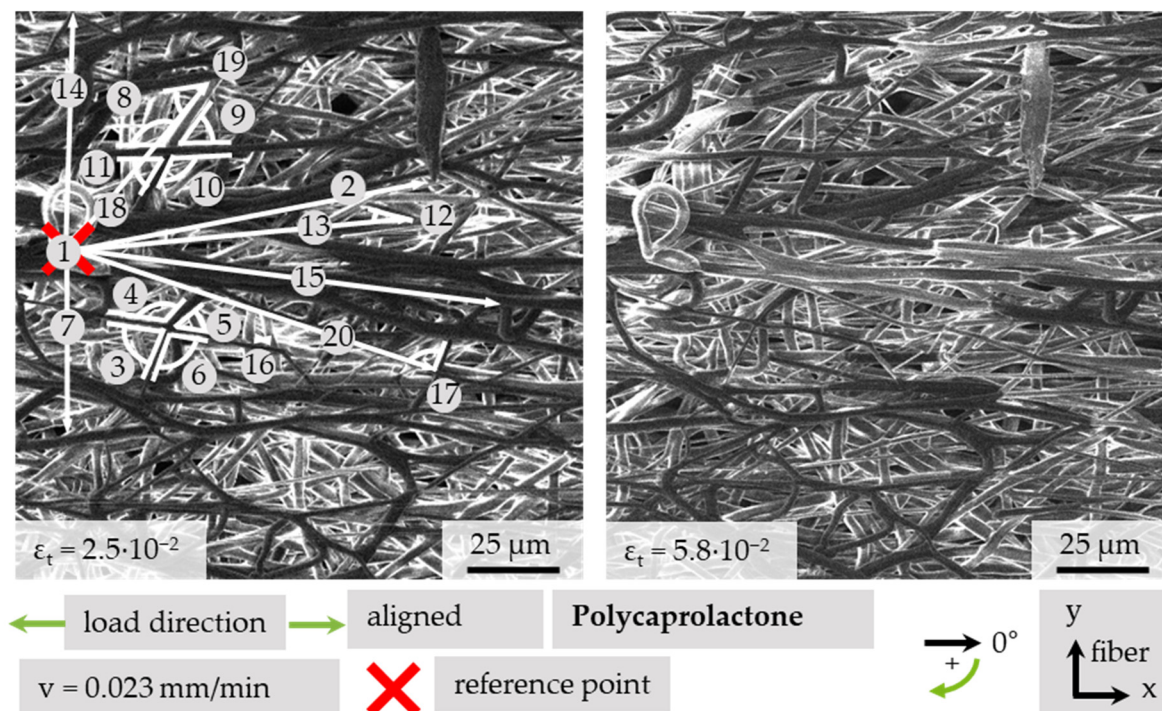 19
14
8
9
11
10
2
18
12
13
1
15
4
7
5
20
3
6
16
17
εt = 2.5·10⁻²
25 µm
εt = 5.8·10⁻²
25 µm
load direction
aligned
Polycaprolactone
v = 0.023 mm/min
reference point
0°
+
y
fiber
x